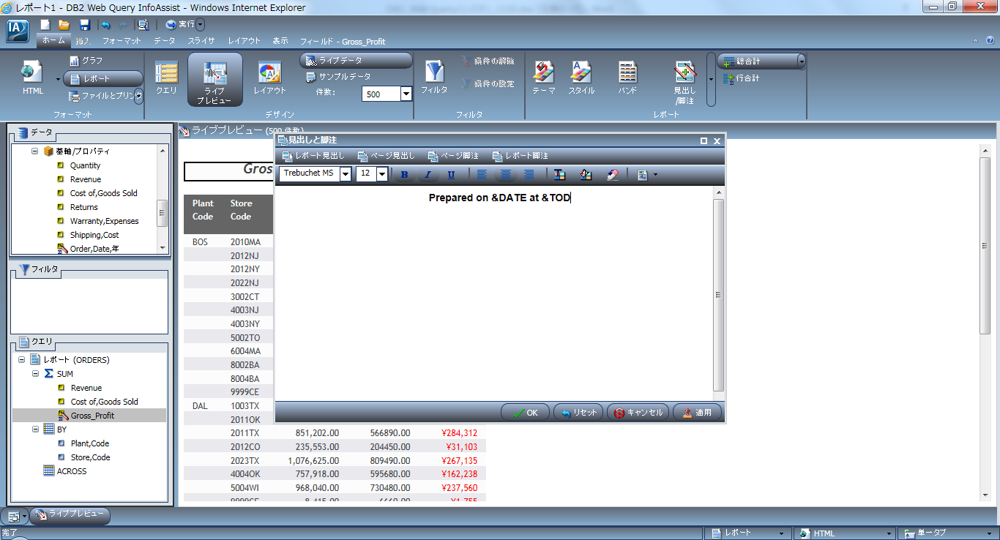 レポート1 - DB2 Web Query InfoAssist - Windows Internet Explorer
IA
実行
ホーム 挿入 フォーマット データ スライサ レイアウト 表示 フィールド - Gross_Profit
HTML
グラフ
レポート
ファイルとプリン
フォーマット
クエリ
ライブ
プレビュー
レイアウト
ライブデータ
サンプルデータ
件数: 500
デザイン
フィルタ
条件の解除
条件の設定
フィルタ
テーマ
スタイル
バンド
見出し
/脚注
総合計
行合計
レポート
データ
基軸/プロパティ
Quantity
Revenue
Cost of,Goods Sold
Returns
Warranty,Expenses
Shipping,Cost
Order,Date,年
フィルタ
クエリ
レポート (ORDERS)
SUM
Revenue
Cost of,Goods Sold
Gross_Profit
BY
Plant,Code
Store,Code
ACROSS
ライブプレビュー (500 件数)
Gros
Plant Store
Code Code
BOS 2010MA
2012NJ
2012NY
2022NJ
3002CT
4003NJ
4003NY
5002TO
6004MA
8002BA
8004BA
9999CE
DAL 1003TX
2011OK
2011TX 851,202.00 566890.00 ¥284,312
2012CO 235,553.00 204450.00 ¥31,103
2023TX 1,076,625.00 809490.00 ¥267,135
4004OK 757,918.00 595680.00 ¥162,238
5004WI 968,040.00 730480.00 ¥237,560
9999CE 8,415.00 6660.00 ¥1,755
見出しと脚注
レポート見出し ページ見出し ページ脚注 レポート脚注
Trebuchet MS 12 B I U
Prepared on &DATE at &TOD
OK リセット キャンセル 適用
ライブプレビュー
完了 レポート HTML 単一タブ